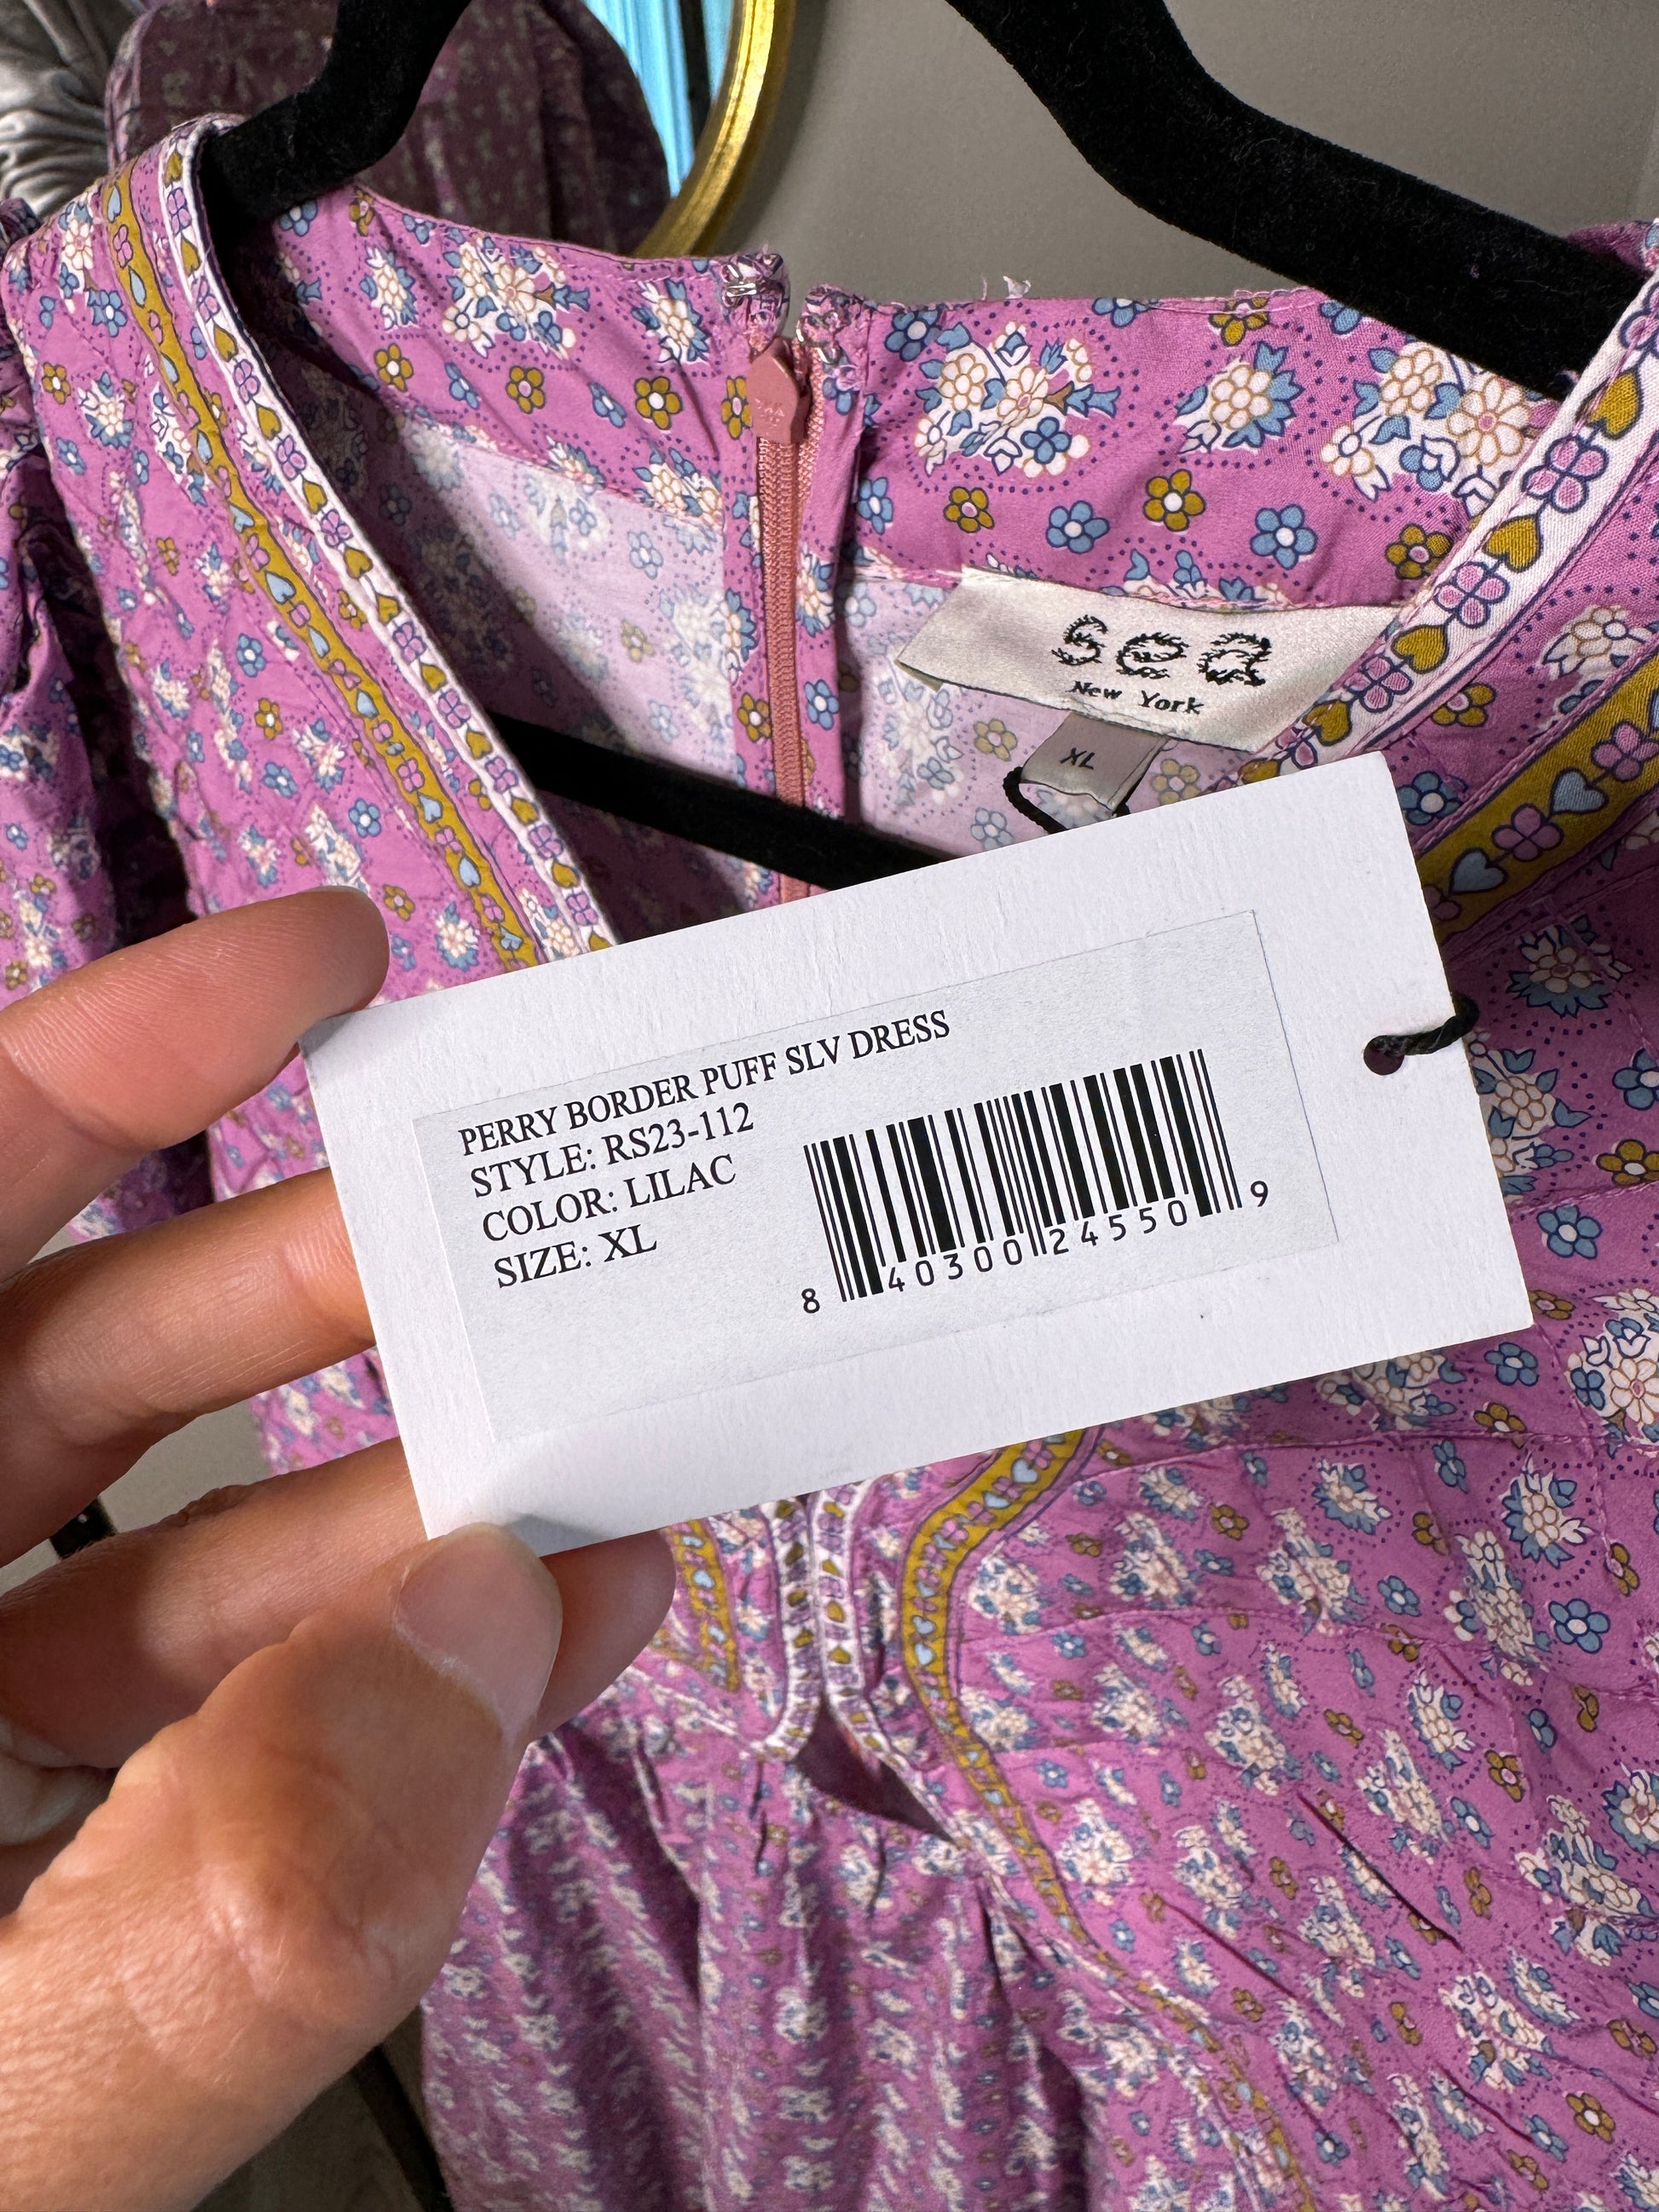 sea
New York
XL
PERRY BORDER PUFF SLV DRESS
STYLE: RS23-112
COLOR: LILAC
SIZE: XL
8 40300 24550 9